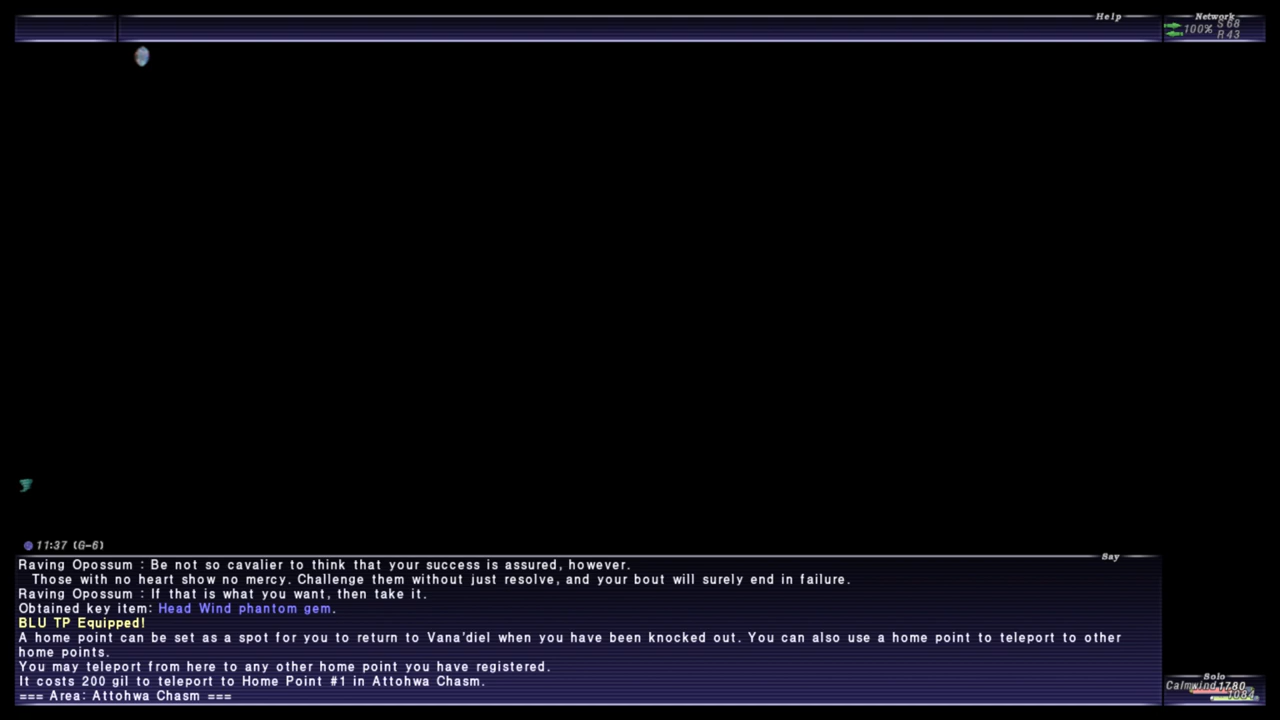 Help
Network
100% S 68
R 43
11:37 (G-6)
Say
Raving Opossum : Be not so cavalier to think that your success is assured, however.
Those with no heart show no mercy. Challenge them without just resolve, and your bout will surely end in failure.
Raving Opossum : If that is what you want, then take it.
Obtained key item: Head Wind phantom gem.
BLU TP Equipped!
A home point can be set as a spot for you to return to Vana'diel when you have been knocked out. You can also use a home point to teleport to other
home points.
You may teleport from here to any other home point you have registered.
It costs 200 gil to teleport to Home Point #1 in Attohwa Chasm.
=== Area: Attohwa Chasm ===
Solo
Calmwind 1780
1084